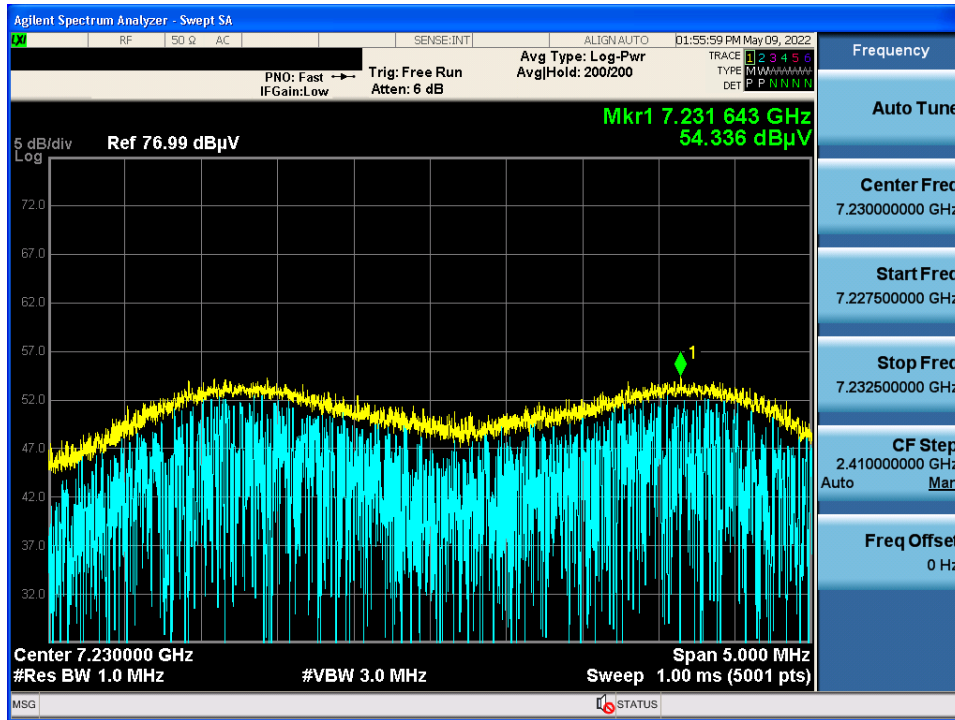 Agilent Spectrum Analyzer - Swept SA
LXI RF 50 Ω AC SENSE:INT ALIGN AUTO 01:55:59 PM May 09, 2022
Frequency
PNO: Fast Trig: Free Run Avg Type: Log-Pwr TRACE 1 2 3 4 5 6
IFGain:Low Atten: 6 dB Avg|Hold: 200/200 TYPE M WWWWW
DET P P N N N N
Auto Tune
Mkr1 7.231 643 GHz
54.336 dBµV
5 dB/div Ref 76.99 dBµV
Log
Center Freq
7.230000000 GHz
72.0
67.0
Start Freq
7.227500000 GHz
62.0
57.0
1
Stop Freq
7.232500000 GHz
52.0
47.0
CF Step
2.410000000 GHz
Auto Man
42.0
37.0
Freq Offset
0 Hz
32.0
Center 7.230000 GHz Span 5.000 MHz
#Res BW 1.0 MHz #VBW 3.0 MHz Sweep 1.00 ms (5001 pts)
MSG STATUS